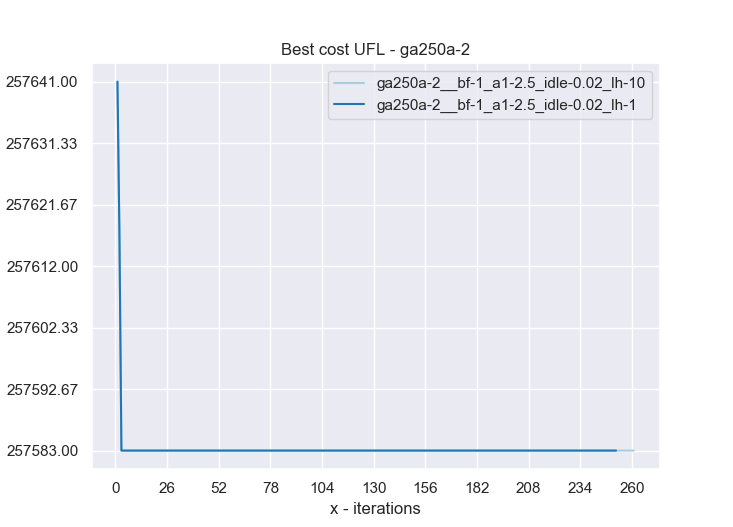 Best cost UFL - ga250a-2
ga250a-2__bf-1_a1-2.5_idle-0.02_lh-10
ga250a-2__bf-1_a1-2.5_idle-0.02_lh-1
257641.00
257631.33
257621.67
257612.00
257602.33
257592.67
257583.00
0 26 52 78 104 130 156 182 208 234 260
x - iterations